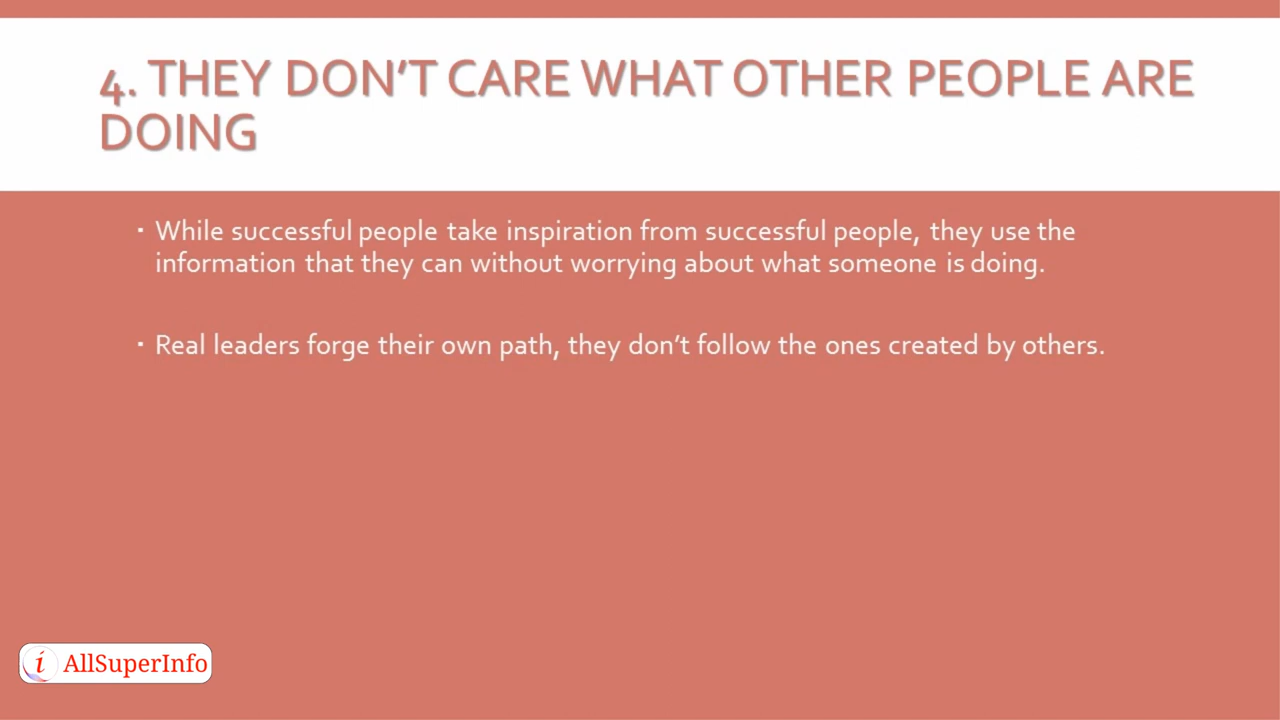 4. THEY DON’T CARE WHAT OTHER PEOPLE ARE
DOING
▪ While successful people take inspiration from successful people, they use the
information that they can without worrying about what someone is doing.
▪ Real leaders forge their own path, they don’t follow the ones created by others.
i AllSuperInfo